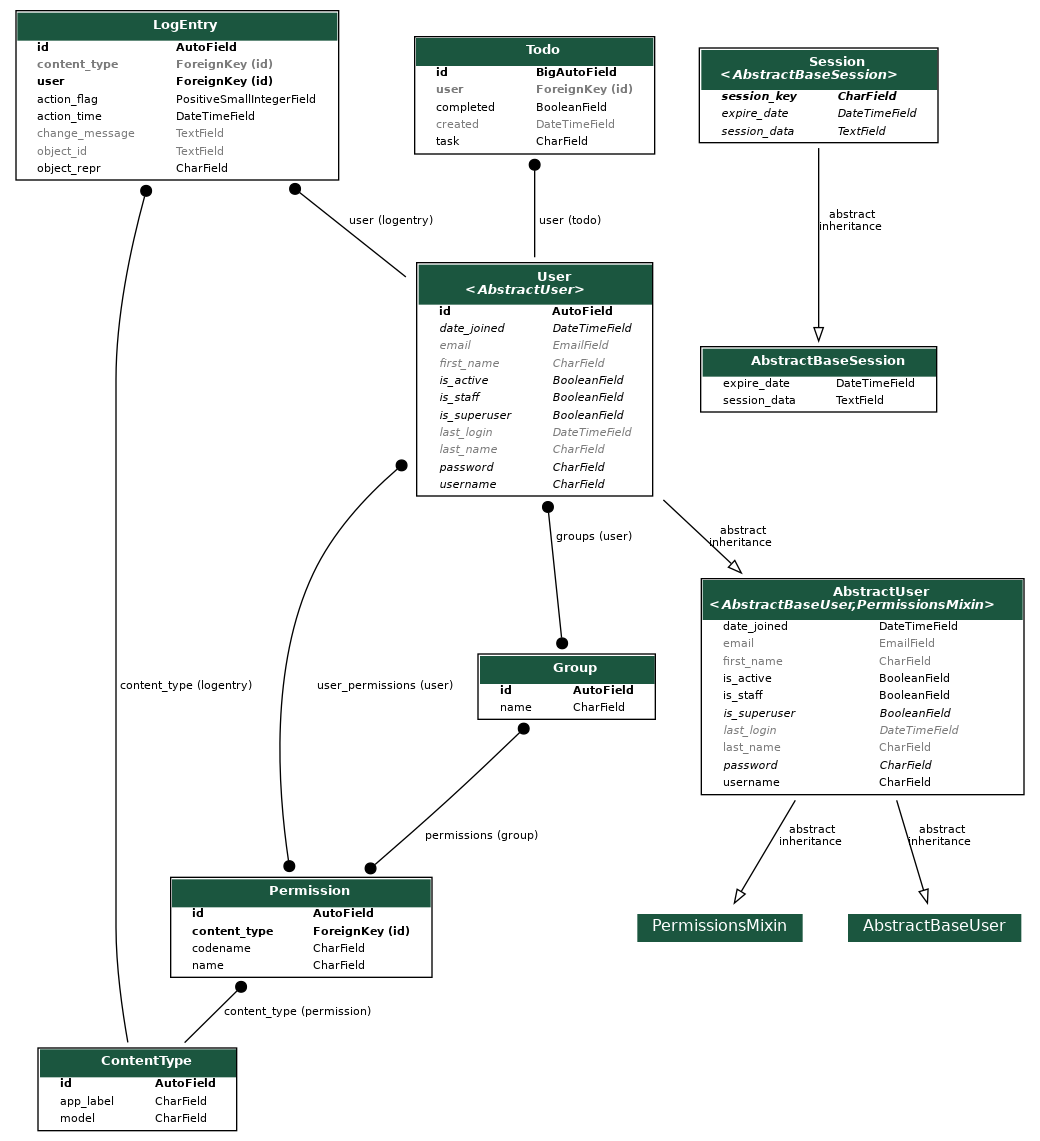 LogEntry
id AutoField
content_type ForeignKey (id)
user ForeignKey (id)
action_flag PositiveSmallIntegerField
action_time DateTimeField
change_message TextField
object_id TextField
object_repr CharField
Todo
id BigAutoField
user ForeignKey (id)
completed BooleanField
created DateTimeField
task CharField
Session
<AbstractBaseSession>
session_key CharField
expire_date DateTimeField
session_data TextField
user (logentry)
user (todo)
abstract
inheritance
User
<AbstractUser>
id AutoField
date_joined DateTimeField
email EmailField
first_name CharField
is_active BooleanField
is_staff BooleanField
is_superuser BooleanField
last_login DateTimeField
last_name CharField
password CharField
username CharField
AbstractBaseSession
expire_date DateTimeField
session_data TextField
groups (user)
abstract
inheritance
AbstractUser
<AbstractBaseUser,PermissionsMixin>
date_joined DateTimeField
email EmailField
first_name CharField
is_active BooleanField
is_staff BooleanField
is_superuser BooleanField
last_login DateTimeField
last_name CharField
password CharField
username CharField
Group
id AutoField
name CharField
content_type (logentry)
user_permissions (user)
permissions (group)
abstract
inheritance
abstract
inheritance
Permission
id AutoField
content_type ForeignKey (id)
codename CharField
name CharField
PermissionsMixin
AbstractBaseUser
content_type (permission)
ContentType
id AutoField
app_label CharField
model CharField